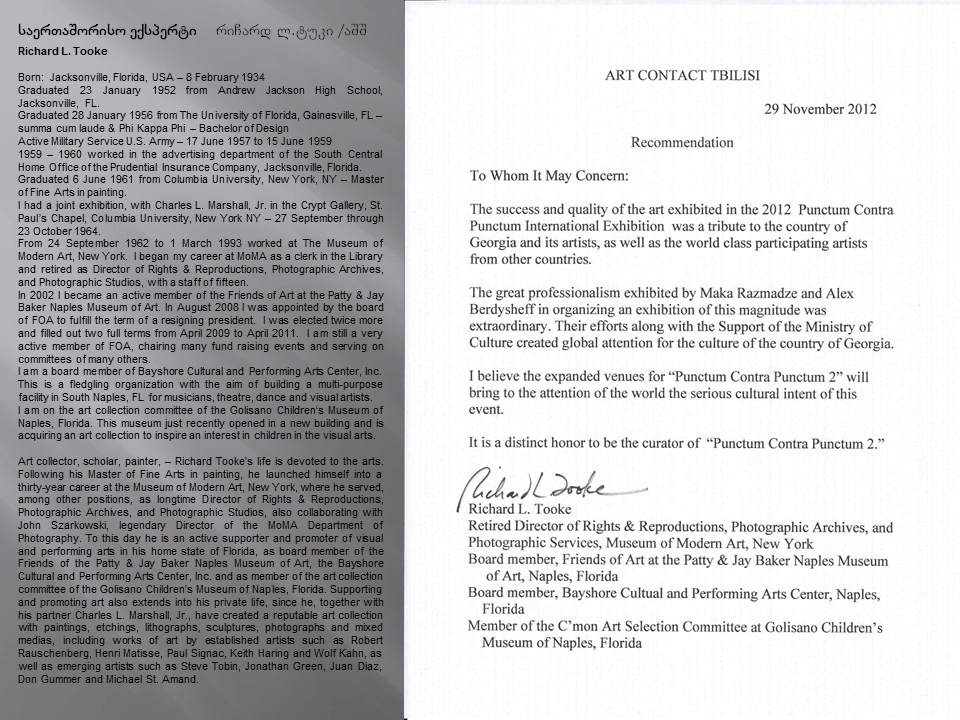 საერთაშორისო ექსპერტი რიჩარდ ლ.ტუკი /აშშ
Richard L. Tooke
Born: Jacksonville, Florida, USA – 8 February 1934
Graduated 23 January 1952 from Andrew Jackson High School,
Jacksonville, FL.
Graduated 28 January 1956 from The University of Florida, Gainesville, FL –
summa cum laude & Phi Kappa Phi – Bachelor of Design
Active Military Service U.S. Army – 17 June 1957 to 15 June 1959
1959 – 1960 worked in the advertising department of the South Central
Home Office of the Prudential Insurance Company, Jacksonville, Florida.
Graduated 6 June 1961 from Columbia University, New York, NY – Master
of Fine Arts in painting.
I had a joint exhibition, with Charles L. Marshall, Jr. in the Crypt Gallery, St.
Paul's Chapel, Columbia University, New York NY – 27 September through
23 October 1964.
From 24 September 1962 to 1 March 1993 worked at The Museum of
Modern Art, New York. I began my career at MoMA as a clerk in the Library
and retired as Director of Rights & Reproductions, Photographic Archives,
and Photographic Studios, with a staff of fifteen.
In 2002 I became an active member of the Friends of Art at the Patty & Jay
Baker Naples Museum of Art. In August 2008 I was appointed by the board
of FOA to fulfill the term of a resigning president. I was elected twice more
and filled out two full terms from April 2009 to April 2011. I am still a very
active member of FOA, chairing many fund raising events and serving on
committees of many others.
I am a board member of Bayshore Cultural and Performing Arts Center, Inc.
This is a fledgling organization with the aim of building a multi-purpose
facility in South Naples, FL for musicians, theatre, dance and visual artists.
I am on the art collection committee of the Golisano Children's Museum of
Naples, Florida. This museum just recently opened in a new building and is
acquiring an art collection to inspire an interest in children in the visual arts.
Art collector, scholar, painter, – Richard Tooke's life is devoted to the arts.
Following his Master of Fine Arts in painting, he launched himself into a
thirty-year career at the Museum of Modern Art, New York, where he served,
among other positions, as longtime Director of Rights & Reproductions,
Photographic Archives, and Photographic Studios, also collaborating with
John Szarkowski, legendary Director of the MoMA Department of
Photography. To this day he is an active supporter and promoter of visual
and performing arts in his home state of Florida, as board member of the
Friends of the Patty & Jay Baker Naples Museum of Art, the Bayshore
Cultural and Performing Arts Center, Inc. and as member of the art collection
committee of the Golisano Children's Museum of Naples, Florida. Supporting
and promoting art also extends into his private life, since he, together with
his partner Charles L. Marshall, Jr., have created a reputable art collection
with paintings, etchings, lithographs, sculptures, photographs and mixed
medias, including works of art by established artists such as Robert
Rauschenberg, Henri Matisse, Paul Signac, Keith Haring and Wolf Kahn, as
well as emerging artists such as Steve Tobin, Jonathan Green, Juan Diaz,
Don Gummer and Michael St. Amand.
ART CONTACT TBILISI
29 November 2012
Recommendation
To Whom It May Concern:
The success and quality of the art exhibited in the 2012 Punctum Contra
Punctum International Exhibition was a tribute to the country of
Georgia and its artists, as well as the world class participating artists
from other countries.
The great professionalism exhibited by Maka Razmadze and Alex
Berdysheff in organizing an exhibition of this magnitude was
extraordinary. Their efforts along with the Support of the Ministry of
Culture created global attention for the culture of the country of Georgia.
I believe the expanded venues for "Punctum Contra Punctum 2" will
bring to the attention of the world the serious cultural intent of this
event.
It is a distinct honor to be the curator of "Punctum Contra Punctum 2."
Richard L Tooke
Richard L. Tooke
Retired Director of Rights & Reproductions, Photographic Archives, and
Photographic Services, Museum of Modern Art, New York
Board member, Friends of Art at the Patty & Jay Baker Naples Museum
of Art, Naples, Florida
Board member, Bayshore Cultual and Performing Arts Center, Naples,
Florida
Member of the C'mon Art Selection Committee at Golisano Children's
Museum of Naples, Florida